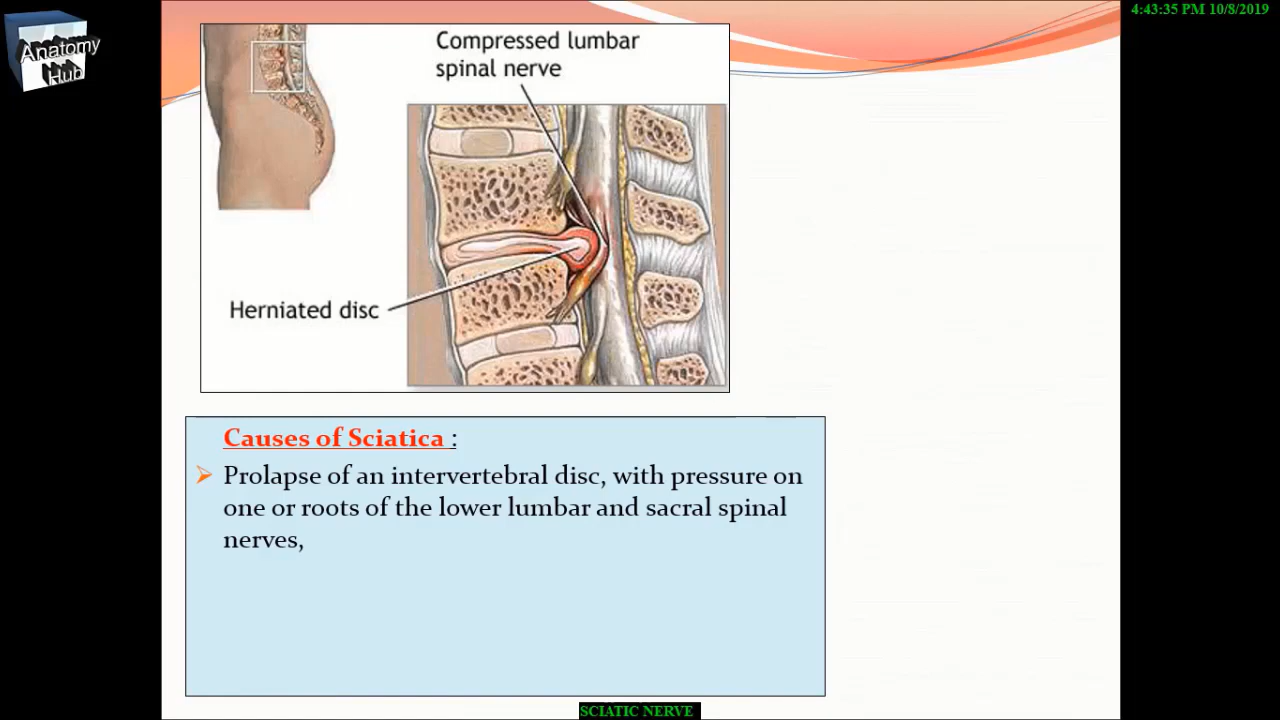 Anatomy
Hub
4:43:35 PM 10/8/2019
Compressed lumbar
spinal nerve
Herniated disc
Causes of Sciatica :
Prolapse of an intervertebral disc, with pressure on
one or roots of the lower lumbar and sacral spinal
nerves,
SCIATIC NERVE